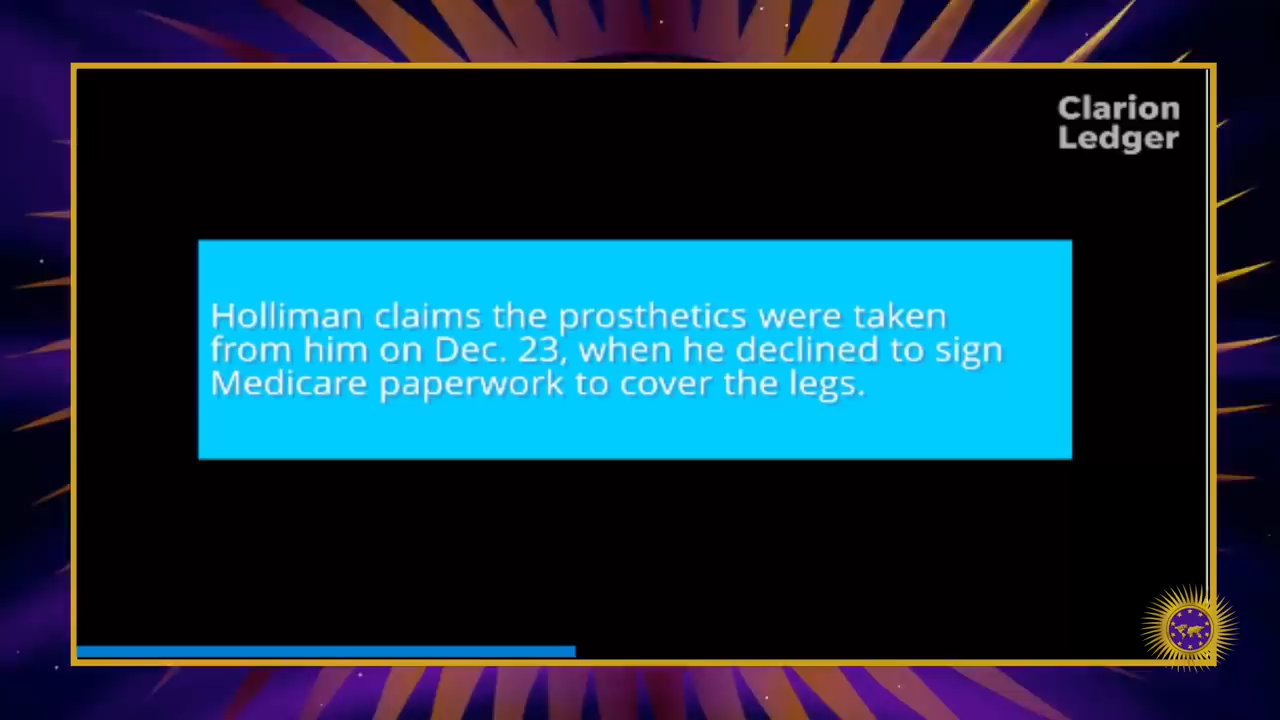 Clarion
Ledger
Holliman claims the prosthetics were taken
from him on Dec. 23, when he declined to sign
Medicare paperwork to cover the legs.